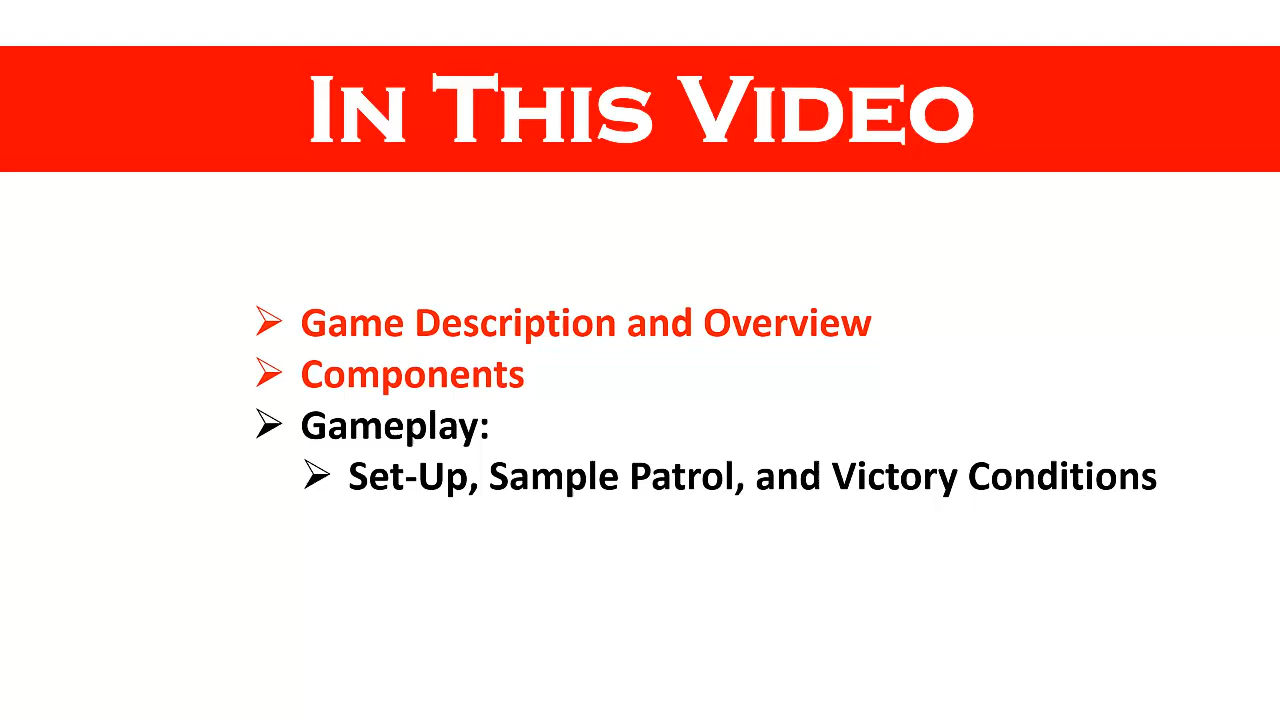 In This Video
Game Description and Overview
Components
Gameplay:
Set-Up, Sample Patrol, and Victory Conditions